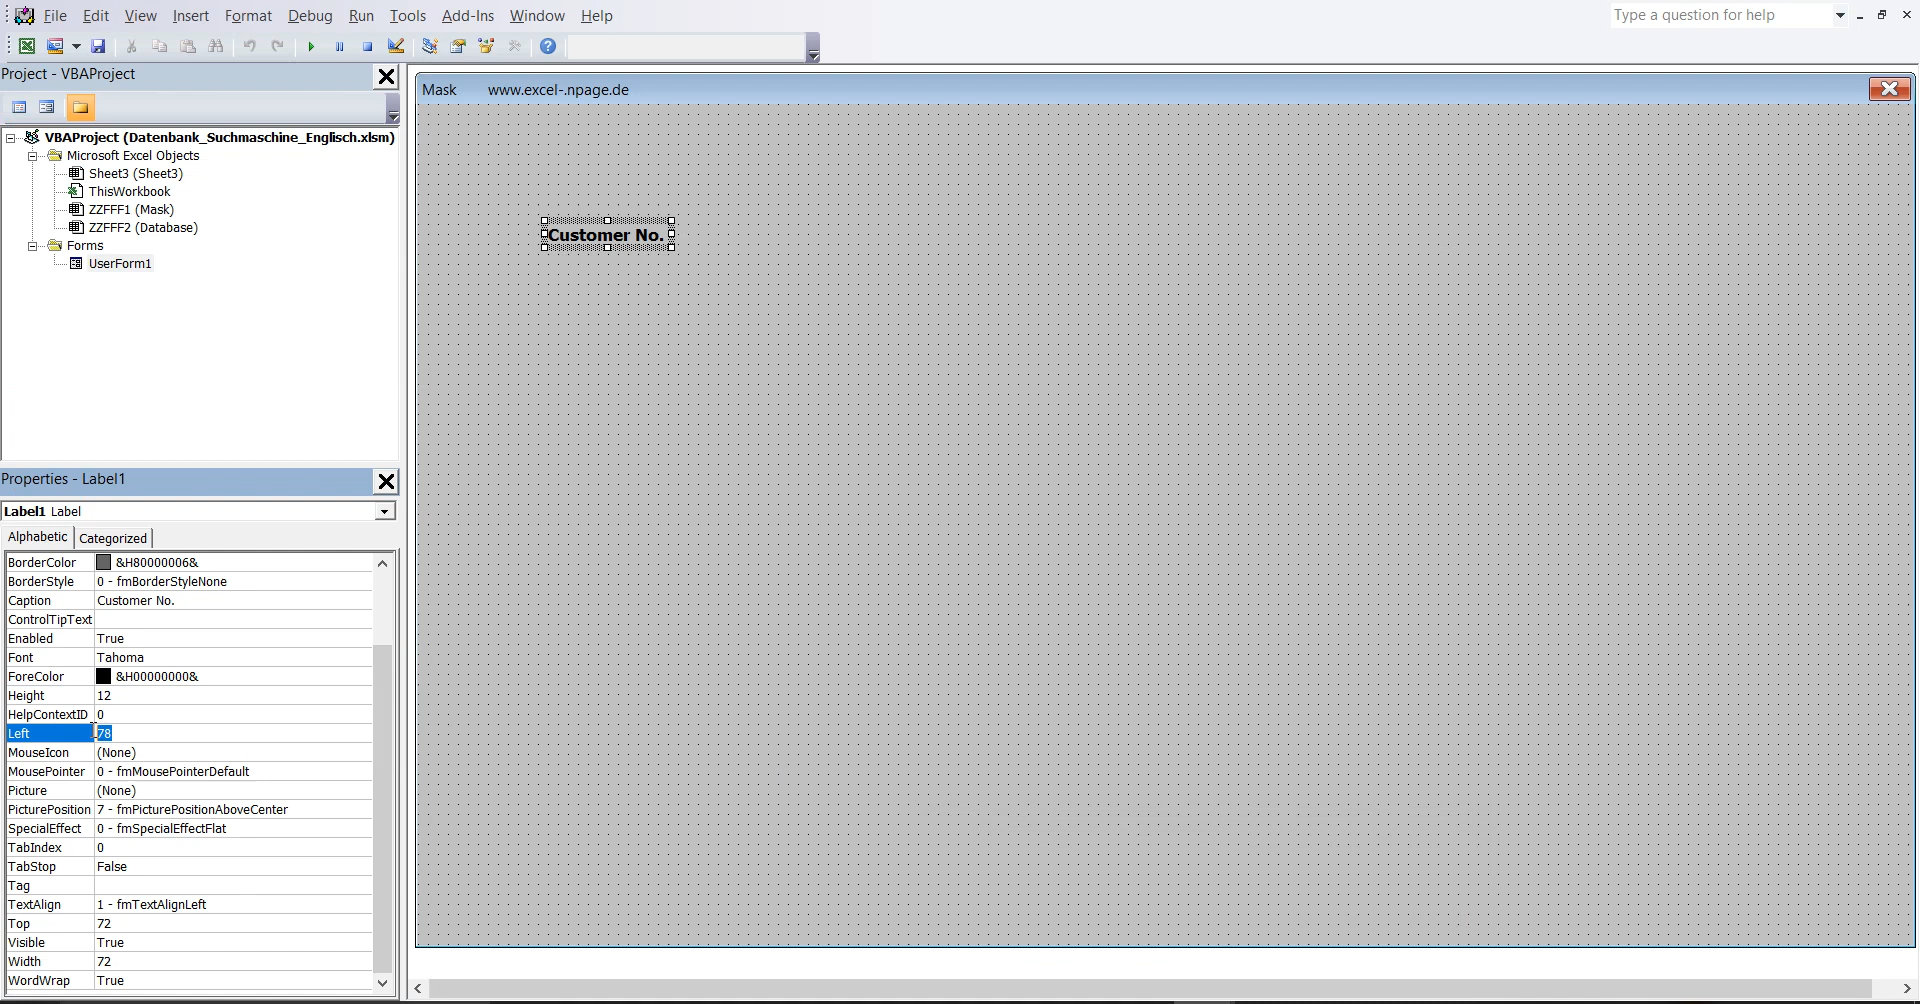 File Edit View Insert Format Debug Run Tools Add-Ins Window Help
Type a question for help
Project - VBAProject
VBAProject (Datenbank_Suchmaschine_Englisch.xlsm)
Microsoft Excel Objects
Sheet3 (Sheet3)
ThisWorkbook
ZZFFF1 (Mask)
ZZFFF2 (Database)
Forms
UserForm1
Properties - Label1
Label1 Label
Alphabetic Categorized
BorderColor &H80000006&
BorderStyle 0 - fmBorderStyleNone
Caption Customer No.
ControlTipText
Enabled True
Font Tahoma
ForeColor &H00000000&
Height 12
HelpContextID 0
Left 78
MouseIcon (None)
MousePointer 0 - fmMousePointerDefault
Picture (None)
PicturePosition 7 - fmPicturePositionAboveCenter
SpecialEffect 0 - fmSpecialEffectFlat
TabIndex 0
TabStop False
Tag
TextAlign 1 - fmTextAlignLeft
Top 72
Visible True
Width 72
WordWrap True
Mask www.excel-.npage.de
Customer No.